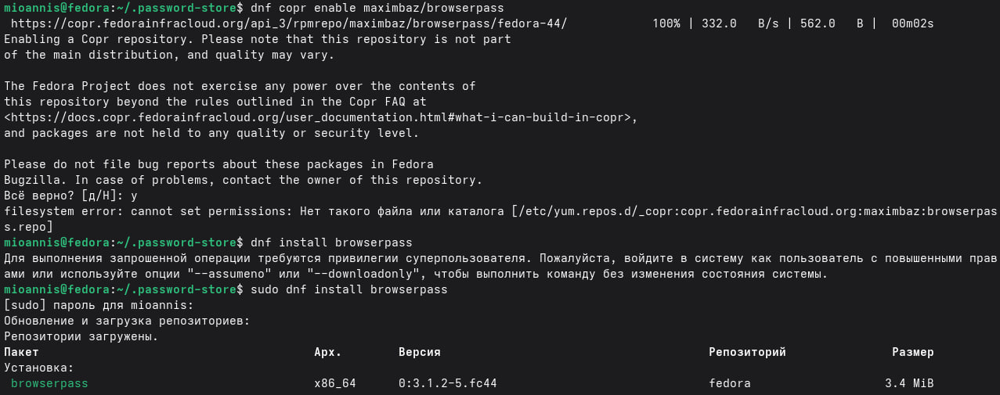 mioannis@fedora:~/.password-store$ dnf copr enable maximbaz/browserpass
https://copr.fedorainfracloud.org/api_3/rpmrepo/maximbaz/browserpass/fedora-44/ 100% | 332.0 B/s | 562.0 B | 00m02s
Enabling a Copr repository. Please note that this repository is not part
of the main distribution, and quality may vary.
The Fedora Project does not exercise any power over the contents of
this repository beyond the rules outlined in the Copr FAQ at
<https://docs.copr.fedorainfracloud.org/user_documentation.html#what-i-can-build-in-copr>,
and packages are not held to any quality or security level.
Please do not file bug reports about these packages in Fedora
Bugzilla. In case of problems, contact the owner of this repository.
Всё верно? [д/Н]: y
filesystem error: cannot set permissions: Нет такого файла или каталога [/etc/yum.repos.d/_copr:copr.fedorainfracloud.org:maximbaz:browserpas
s.repo]
mioannis@fedora:~/.password-store$ dnf install browserpass
Для выполнения запрошенной операции требуются привилегии суперпользователя. Пожалуйста, войдите в систему как пользователь с повышенными прав
ами или используйте опции "--assumeno" или "--downloadonly", чтобы выполнить команду без изменения состояния системы.
mioannis@fedora:~/.password-store$ sudo dnf install browserpass
[sudo] пароль для mioannis:
Обновление и загрузка репозиториев:
Репозитории загружены.
Пакет Арх. Версия Репозиторий Размер
Установка:
browserpass x86_64 0:3.1.2-5.fc44 fedora 3.4 MiB